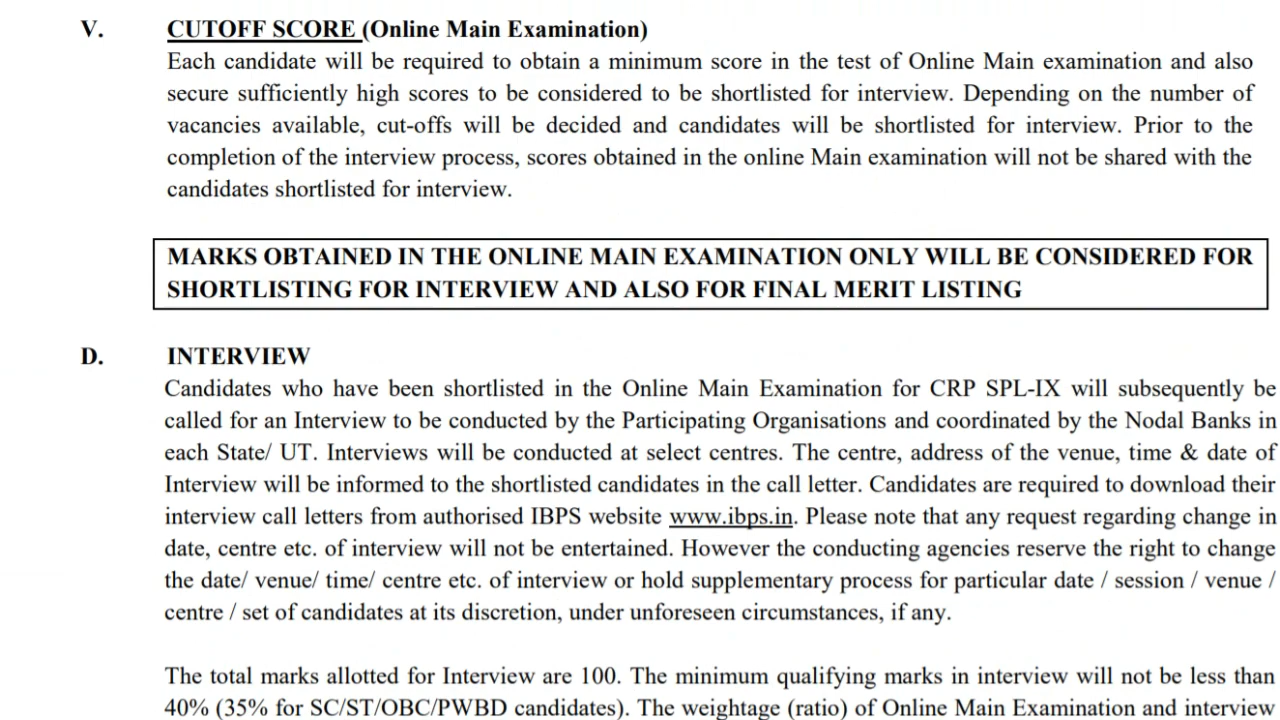 V. CUTOFF SCORE (Online Main Examination)
Each candidate will be required to obtain a minimum score in the test of Online Main examination and also
secure sufficiently high scores to be considered to be shortlisted for interview. Depending on the number of
vacancies available, cut-offs will be decided and candidates will be shortlisted for interview. Prior to the
completion of the interview process, scores obtained in the online Main examination will not be shared with the
candidates shortlisted for interview.
MARKS OBTAINED IN THE ONLINE MAIN EXAMINATION ONLY WILL BE CONSIDERED FOR
SHORTLISTING FOR INTERVIEW AND ALSO FOR FINAL MERIT LISTING
D. INTERVIEW
Candidates who have been shortlisted in the Online Main Examination for CRP SPL-IX will subsequently be
called for an Interview to be conducted by the Participating Organisations and coordinated by the Nodal Banks in
each State/ UT. Interviews will be conducted at select centres. The centre, address of the venue, time & date of
Interview will be informed to the shortlisted candidates in the call letter. Candidates are required to download their
interview call letters from authorised IBPS website www.ibps.in. Please note that any request regarding change in
date, centre etc. of interview will not be entertained. However the conducting agencies reserve the right to change
the date/ venue/ time/ centre etc. of interview or hold supplementary process for particular date / session / venue /
centre / set of candidates at its discretion, under unforeseen circumstances, if any.
The total marks allotted for Interview are 100. The minimum qualifying marks in interview will not be less than
40% (35% for SC/ST/OBC/PWBD candidates). The weightage (ratio) of Online Main Examination and interview